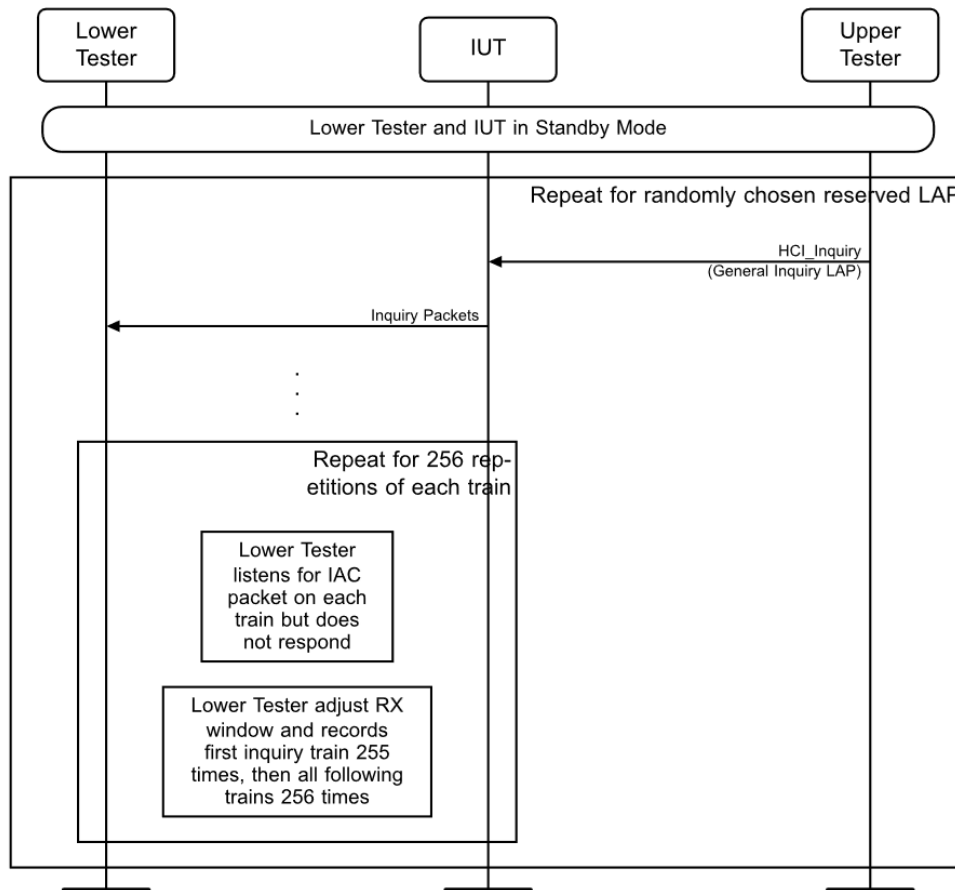 Lower
Tester
IUT
Upper
Tester
Lower Tester and IUT in Standby Mode
Repeat for randomly chosen reserved LAP
HCI_Inquiry
(General Inquiry LAP)
Inquiry Packets
.
.
.
Repeat for 256 rep-
etitions of each train
Lower Tester
listens for IAC
packet on each
train but does
not respond
Lower Tester adjust RX
window and records
first inquiry train 255
times, then all following
trains 256 times